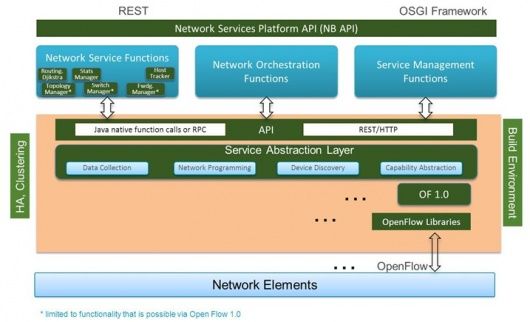 REST
OSGI Framework
Network Services Platform API (NB API)
Network Service Functions
Routing.
Djikstra
Stats
Manager
Host
Tracker
Topology
Manager*
Switch
Manager*
Fwdg.
Manager*
Network Orchestration
Functions
Service Management
Functions
HA, Clustering
Java native function calls or RPC
API
REST/HTTP
Service Abstraction Layer
Data Collection
Network Programming
Device Discovery
Capability Abstraction
Build Environment
...
OF 1.0
...
OpenFlow Libraries
...
OpenFlow
Network Elements
* limited to functionality that is possible via Open Flow 1.0